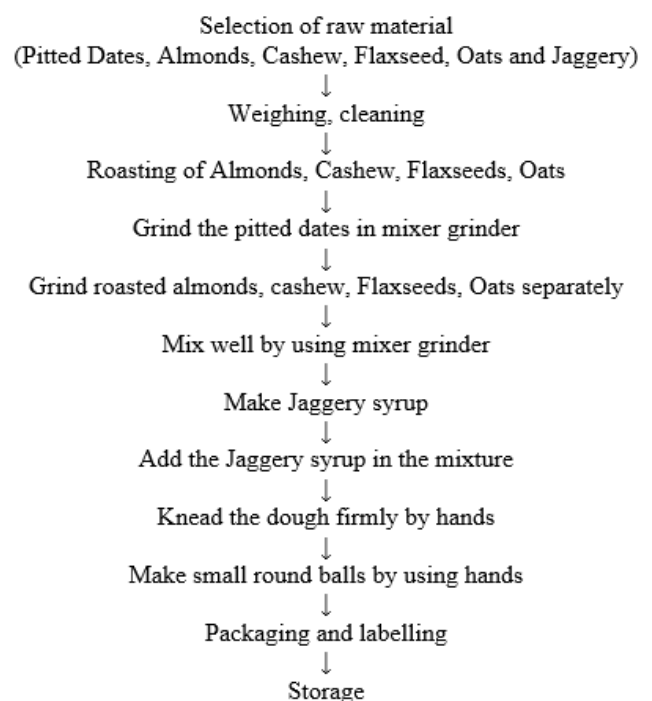 Selection of raw material
(Pitted Dates, Almonds, Cashew, Flaxseed, Oats and Jaggery)
↓
Weighing, cleaning
↓
Roasting of Almonds, Cashew, Flaxseeds, Oats
↓
Grind the pitted dates in mixer grinder
↓
Grind roasted almonds, cashew, Flaxseeds, Oats separately
↓
Mix well by using mixer grinder
↓
Make Jaggery syrup
↓
Add the Jaggery syrup in the mixture
↓
Knead the dough firmly by hands
↓
Make small round balls by using hands
↓
Packaging and labelling
↓
Storage